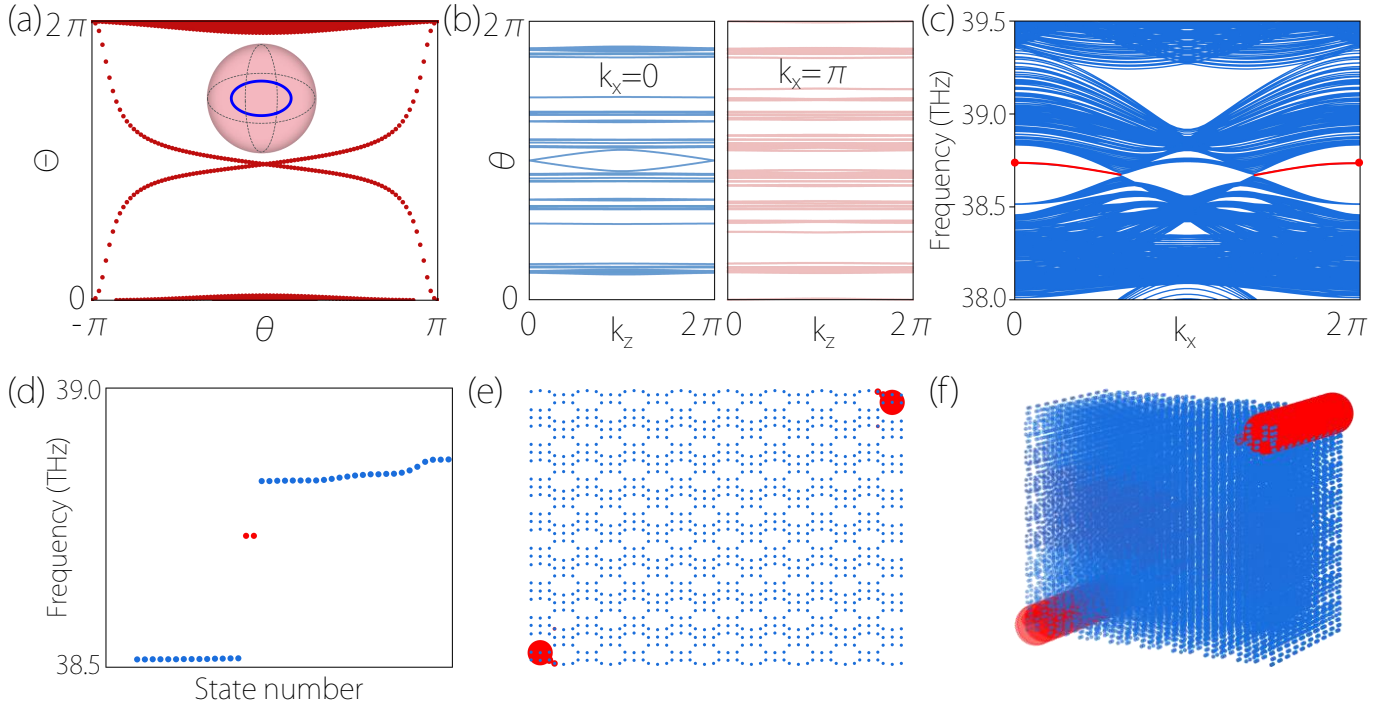 (a)
2π
Θ
0
-π
θ
π
(b)
2π
θ
0
k_x=0
k_x=π
0
k_z
2π
0
k_z
2π
(c)
39.5
39.0
38.5
38.0
Frequency (THz)
0
k_x
2π
(d)
39.0
38.5
Frequency (THz)
State number
(e)
(f)